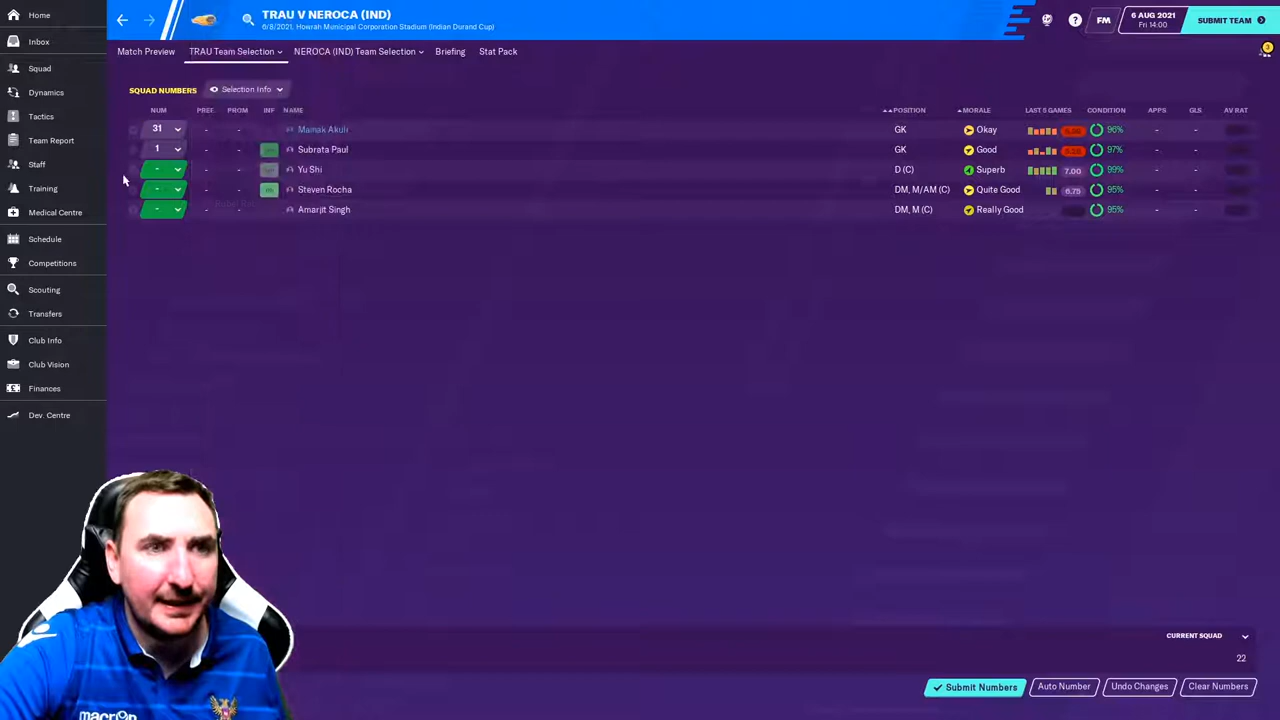 TRAU V NEROCA (IND)
6/8/2021, Howrah Municipal Corporation Stadium (Indian Durand Cup)
FM
6 AUG 2021
Fri 14:00
SUBMIT TEAM
3
Home
Inbox
Squad
Dynamics
Tactics
Team Report
Staff
Training
Medical Centre
Schedule
Competitions
Scouting
Transfers
Club Info
Club Vision
Finances
Dev. Centre
Match Preview
TRAU Team Selection
NEROCA (IND) Team Selection
Briefing
Stat Pack
SQUAD NUMBERS
Selection Info
NUM PREF. PROM INF NAME POSITION MORALE LAST 5 GAMES CONDITION APPS GLS AV RAT
31 - - Mainak Akuli GK Okay 96% - -
1 - - Subrata Paul GK Good 97% - -
- - - Yu Shi D (C) Superb 7.00 99% - -
- - - Steven Rocha DM, M/AM (C) Quite Good 6.75 95% - -
- - - Amarjit Singh DM, M (C) Really Good 95% - -
CURRENT SQUAD
22
Submit Numbers
Auto Number
Undo Changes
Clear Numbers
macron